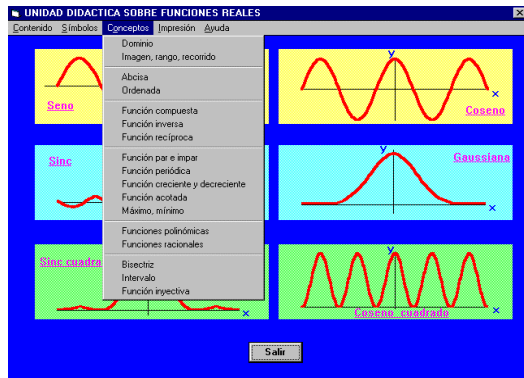 UNIDAD DIDACTICA SOBRE FUNCIONES REALES
Contenido Símbolos Conceptos Impresión Ayuda
Dominio
Imagen, rango, recorrido
Abcisa
Ordenada
Función compuesta
Función inversa
Función recíproca
Función par e impar
Función periódica
Función creciente y decreciente
Función acotada
Máximo, mínimo
Funciones polinómicas
Funciones racionales
Bisectriz
Intervalo
Función inyectiva
Seno
y
x
Coseno
Sinc
y
Gaussiana
x
Sinc cuadra
x
y
x
Coseno cuadrado
Salir